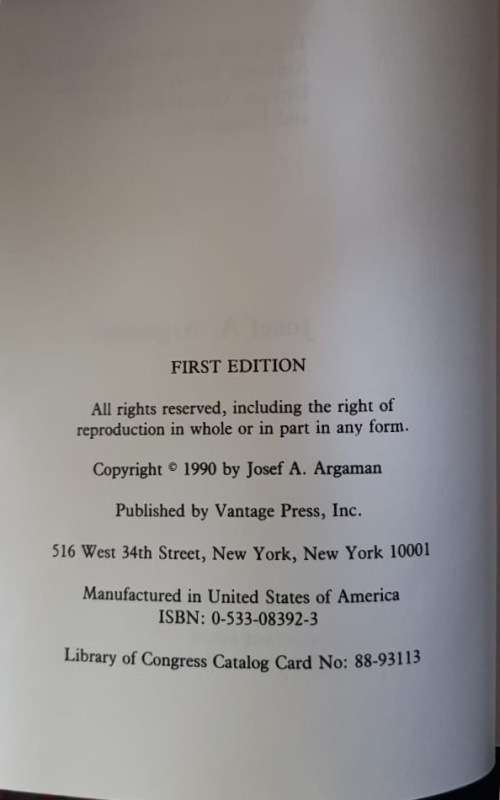 FIRST EDITION
All rights reserved, including the right of
reproduction in whole or in part in any form.
Copyright © 1990 by Josef A. Argaman
Published by Vantage Press, Inc.
516 West 34th Street, New York, New York 10001
Manufactured in United States of America
ISBN: 0-533-08392-3
Library of Congress Catalog Card No: 88-93113